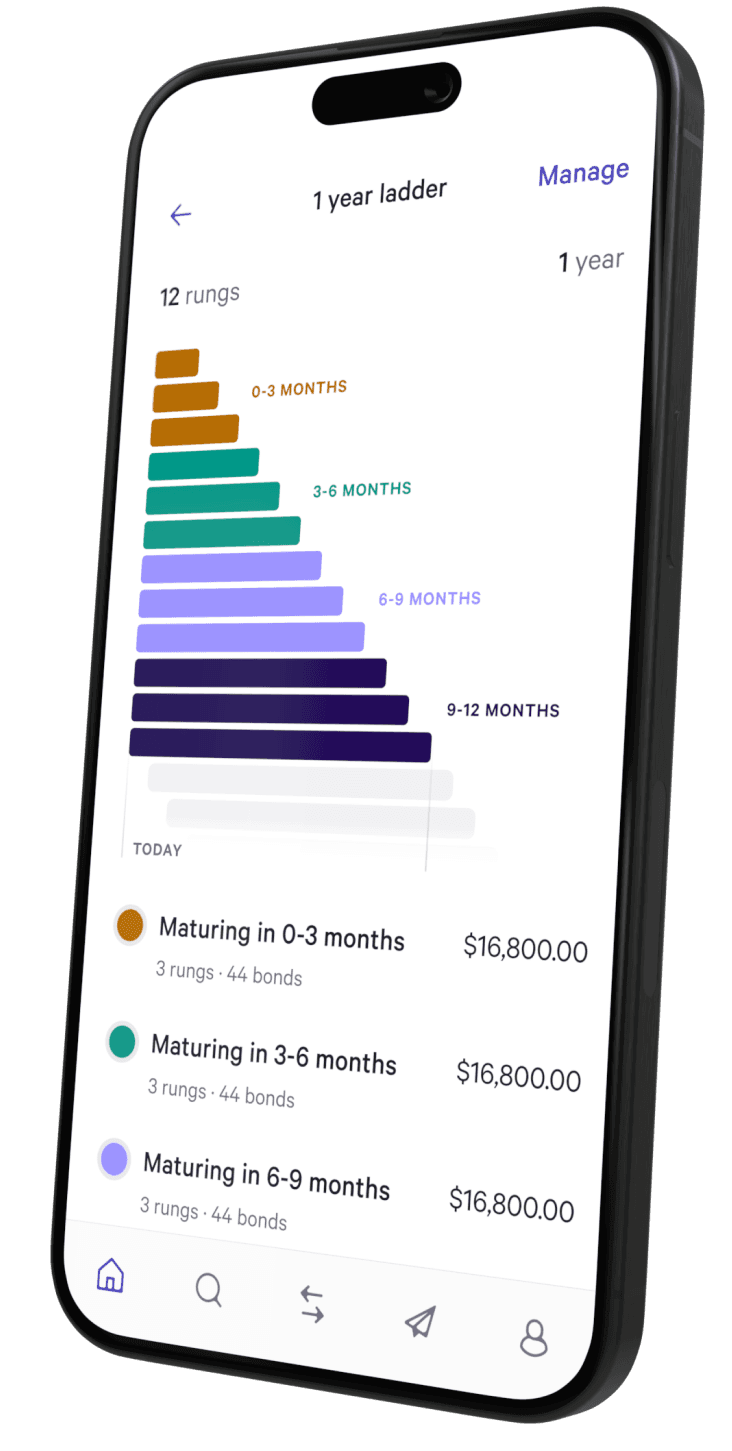 1 year ladder
Manage
12 rungs
1 year
0-3 MONTHS
3-6 MONTHS
6-9 MONTHS
9-12 MONTHS
TODAY
Maturing in 0-3 months
$16,800.00
3 rungs · 44 bonds
Maturing in 3-6 months
$16,800.00
3 rungs · 44 bonds
Maturing in 6-9 months
$16,800.00
3 rungs · 44 bonds